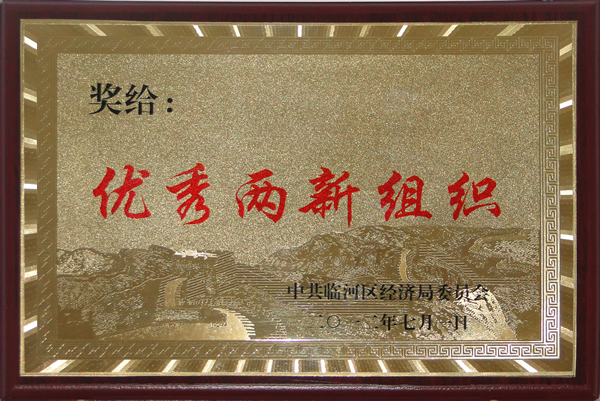 奖给：
优秀两新组织
中共临河区经济局委员会
二〇一二年七月一日